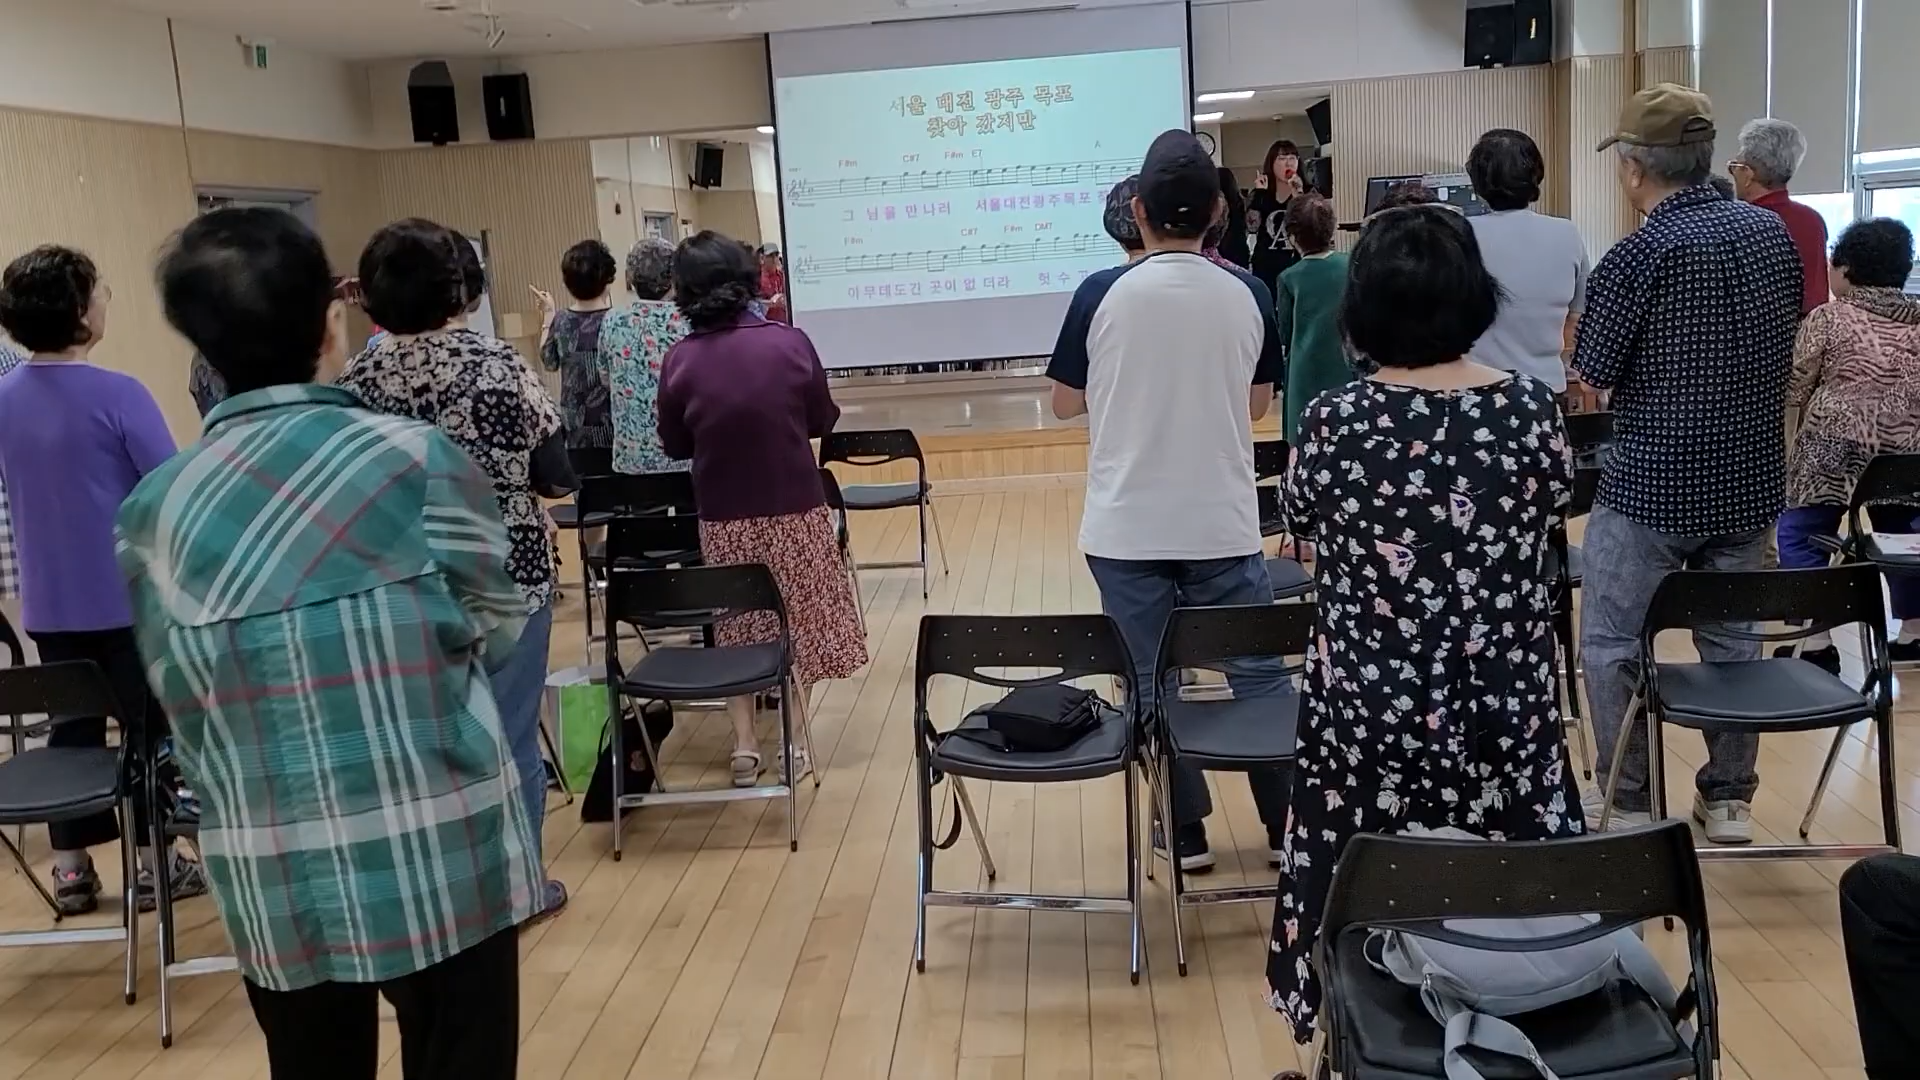 서울 대전 광주 목포
찾아 갔지만
F#m C#7 F#m E7 A
그 님을 만나러 서울대전광주목포
F#m C#7 F#m DM7
아무데도간 곳이 없더라 헛수고